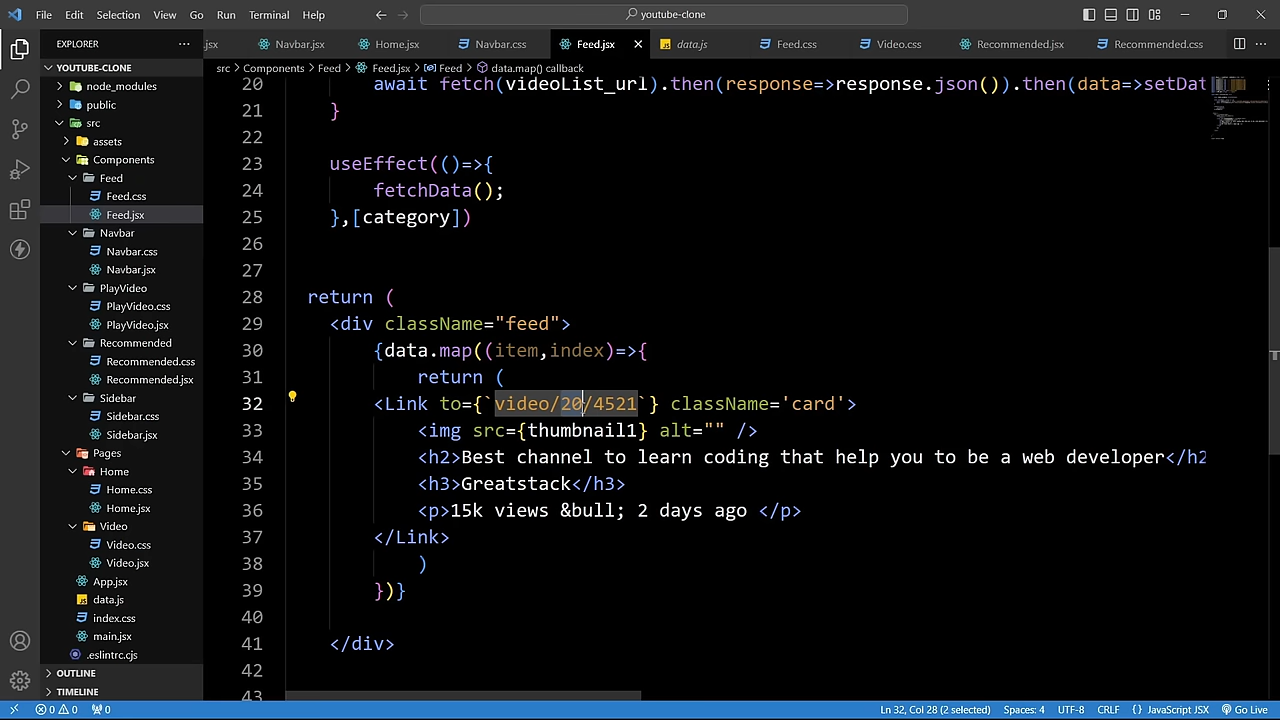 File Edit Selection View Go Run Terminal Help
youtube-clone
EXPLORER
.jsx Navbar.jsx Home.jsx Navbar.css Feed.jsx data.js Feed.css Video.css Recommended.jsx Recommended.css
YOUTUBE-CLONE
node_modules
public
src
assets
Components
Feed
Feed.css
Feed.jsx
Navbar
Navbar.css
Navbar.jsx
PlayVideo
PlayVideo.css
PlayVideo.jsx
Recommended
Recommended.css
Recommended.jsx
Sidebar
Sidebar.css
Sidebar.jsx
Pages
Home
Home.css
Home.jsx
Video
Video.css
Video.jsx
App.jsx
data.js
index.css
main.jsx
.eslintrc.cjs
OUTLINE
TIMELINE
src > Components > Feed > Feed.jsx > Feed > data.map() callback
20 await fetch(videoList_url).then(response=>response.json()).then(data=>setDat
21 }
22
23 useEffect(()=>{
24 fetchData();
25 },[category])
26
27
28 return (
29 <div className="feed">
30 {data.map((item,index)=>{
31 return (
32 <Link to={`video/20/4521`} className='card'>
33 <img src={thumbnail1} alt="" />
34 <h2>Best channel to learn coding that help you to be a web developer</h2
35 <h3>Greatstack</h3>
36 <p>15k views &bull; 2 days ago </p>
37 </Link>
38 )
39 })}
40
41 </div>
42
43
0 0 0 Ln 32, Col 28 (2 selected) Spaces: 4 UTF-8 CRLF {} JavaScript JSX Go Live